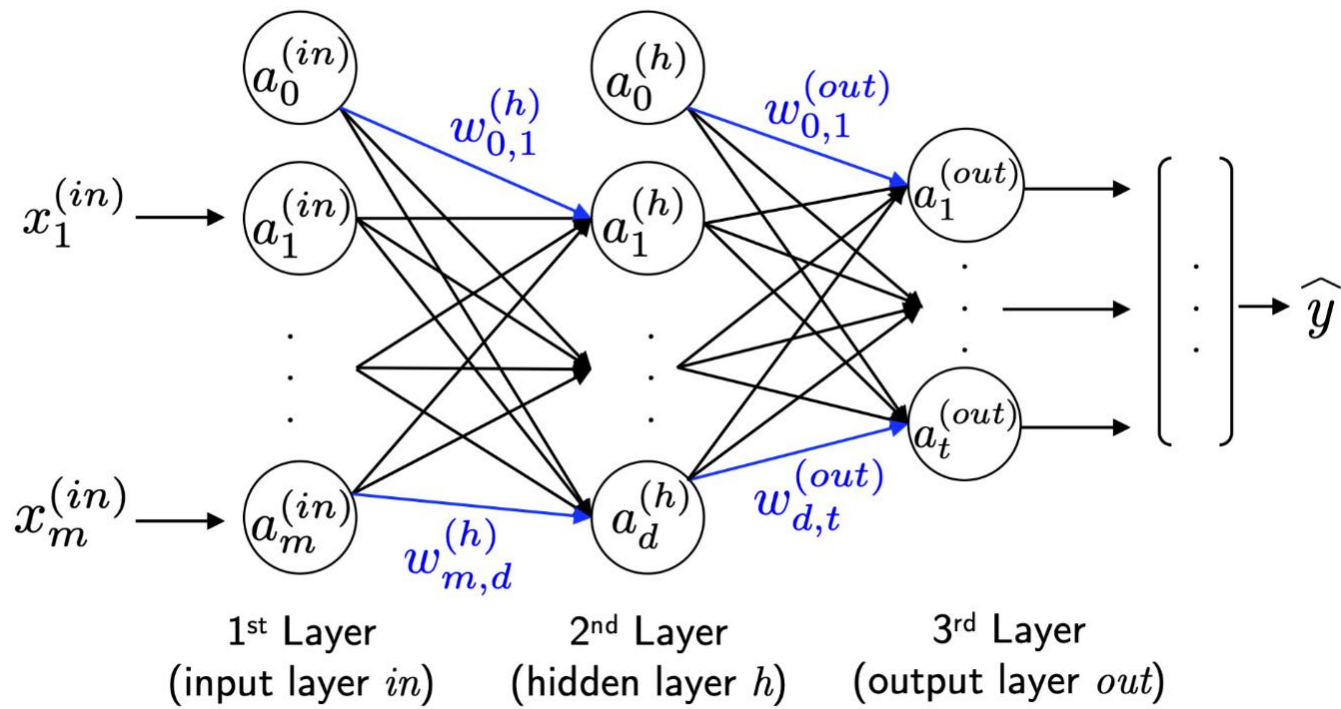 a_0^{(in)}
a_0^{(h)}
w_{0,1}^{(h)}
w_{0,1}^{(out)}
x_1^{(in)}
a_1^{(in)}
a_1^{(h)}
a_1^{(out)}
ŷ
a_t^{(out)}
x_m^{(in)}
a_m^{(in)}
a_d^{(h)}
w_{m,d}^{(h)}
w_{d,t}^{(out)}
1st Layer
(input layer in)
2nd Layer
(hidden layer h)
3rd Layer
(output layer out)